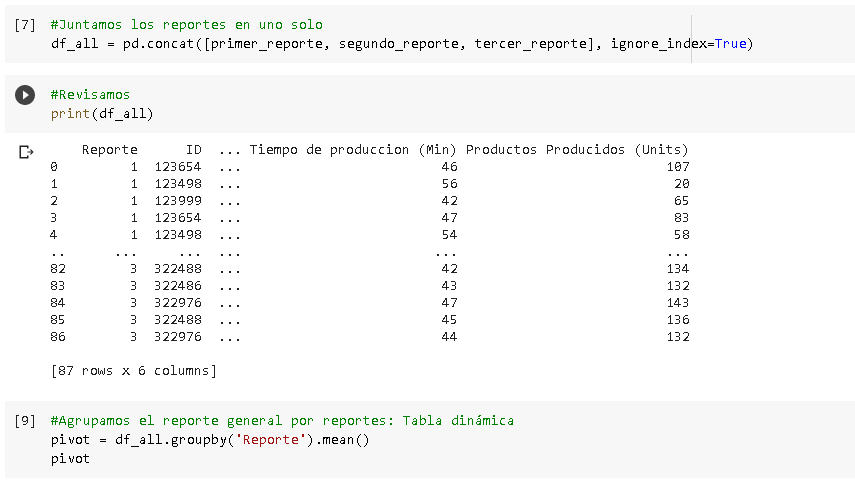 [7] #Juntamos los reportes en uno solo
df_all = pd.concat([primer_reporte, segundo_reporte, tercer_reporte], ignore_index=True)
#Revisamos
print(df_all)
Reporte ID ... Tiempo de produccion (Min) Productos Producidos (Units)
0 1 123654 ... 46 107
1 1 123498 ... 56 20
2 1 123999 ... 42 65
3 1 123654 ... 47 83
4 1 123498 ... 54 58
.. ... ... ... ... ...
82 3 322488 ... 42 134
83 3 322486 ... 43 132
84 3 322976 ... 47 143
85 3 322488 ... 45 136
86 3 322976 ... 44 132
[87 rows x 6 columns]
[9] #Agrupamos el reporte general por reportes: Tabla dinámica
pivot = df_all.groupby('Reporte').mean()
pivot